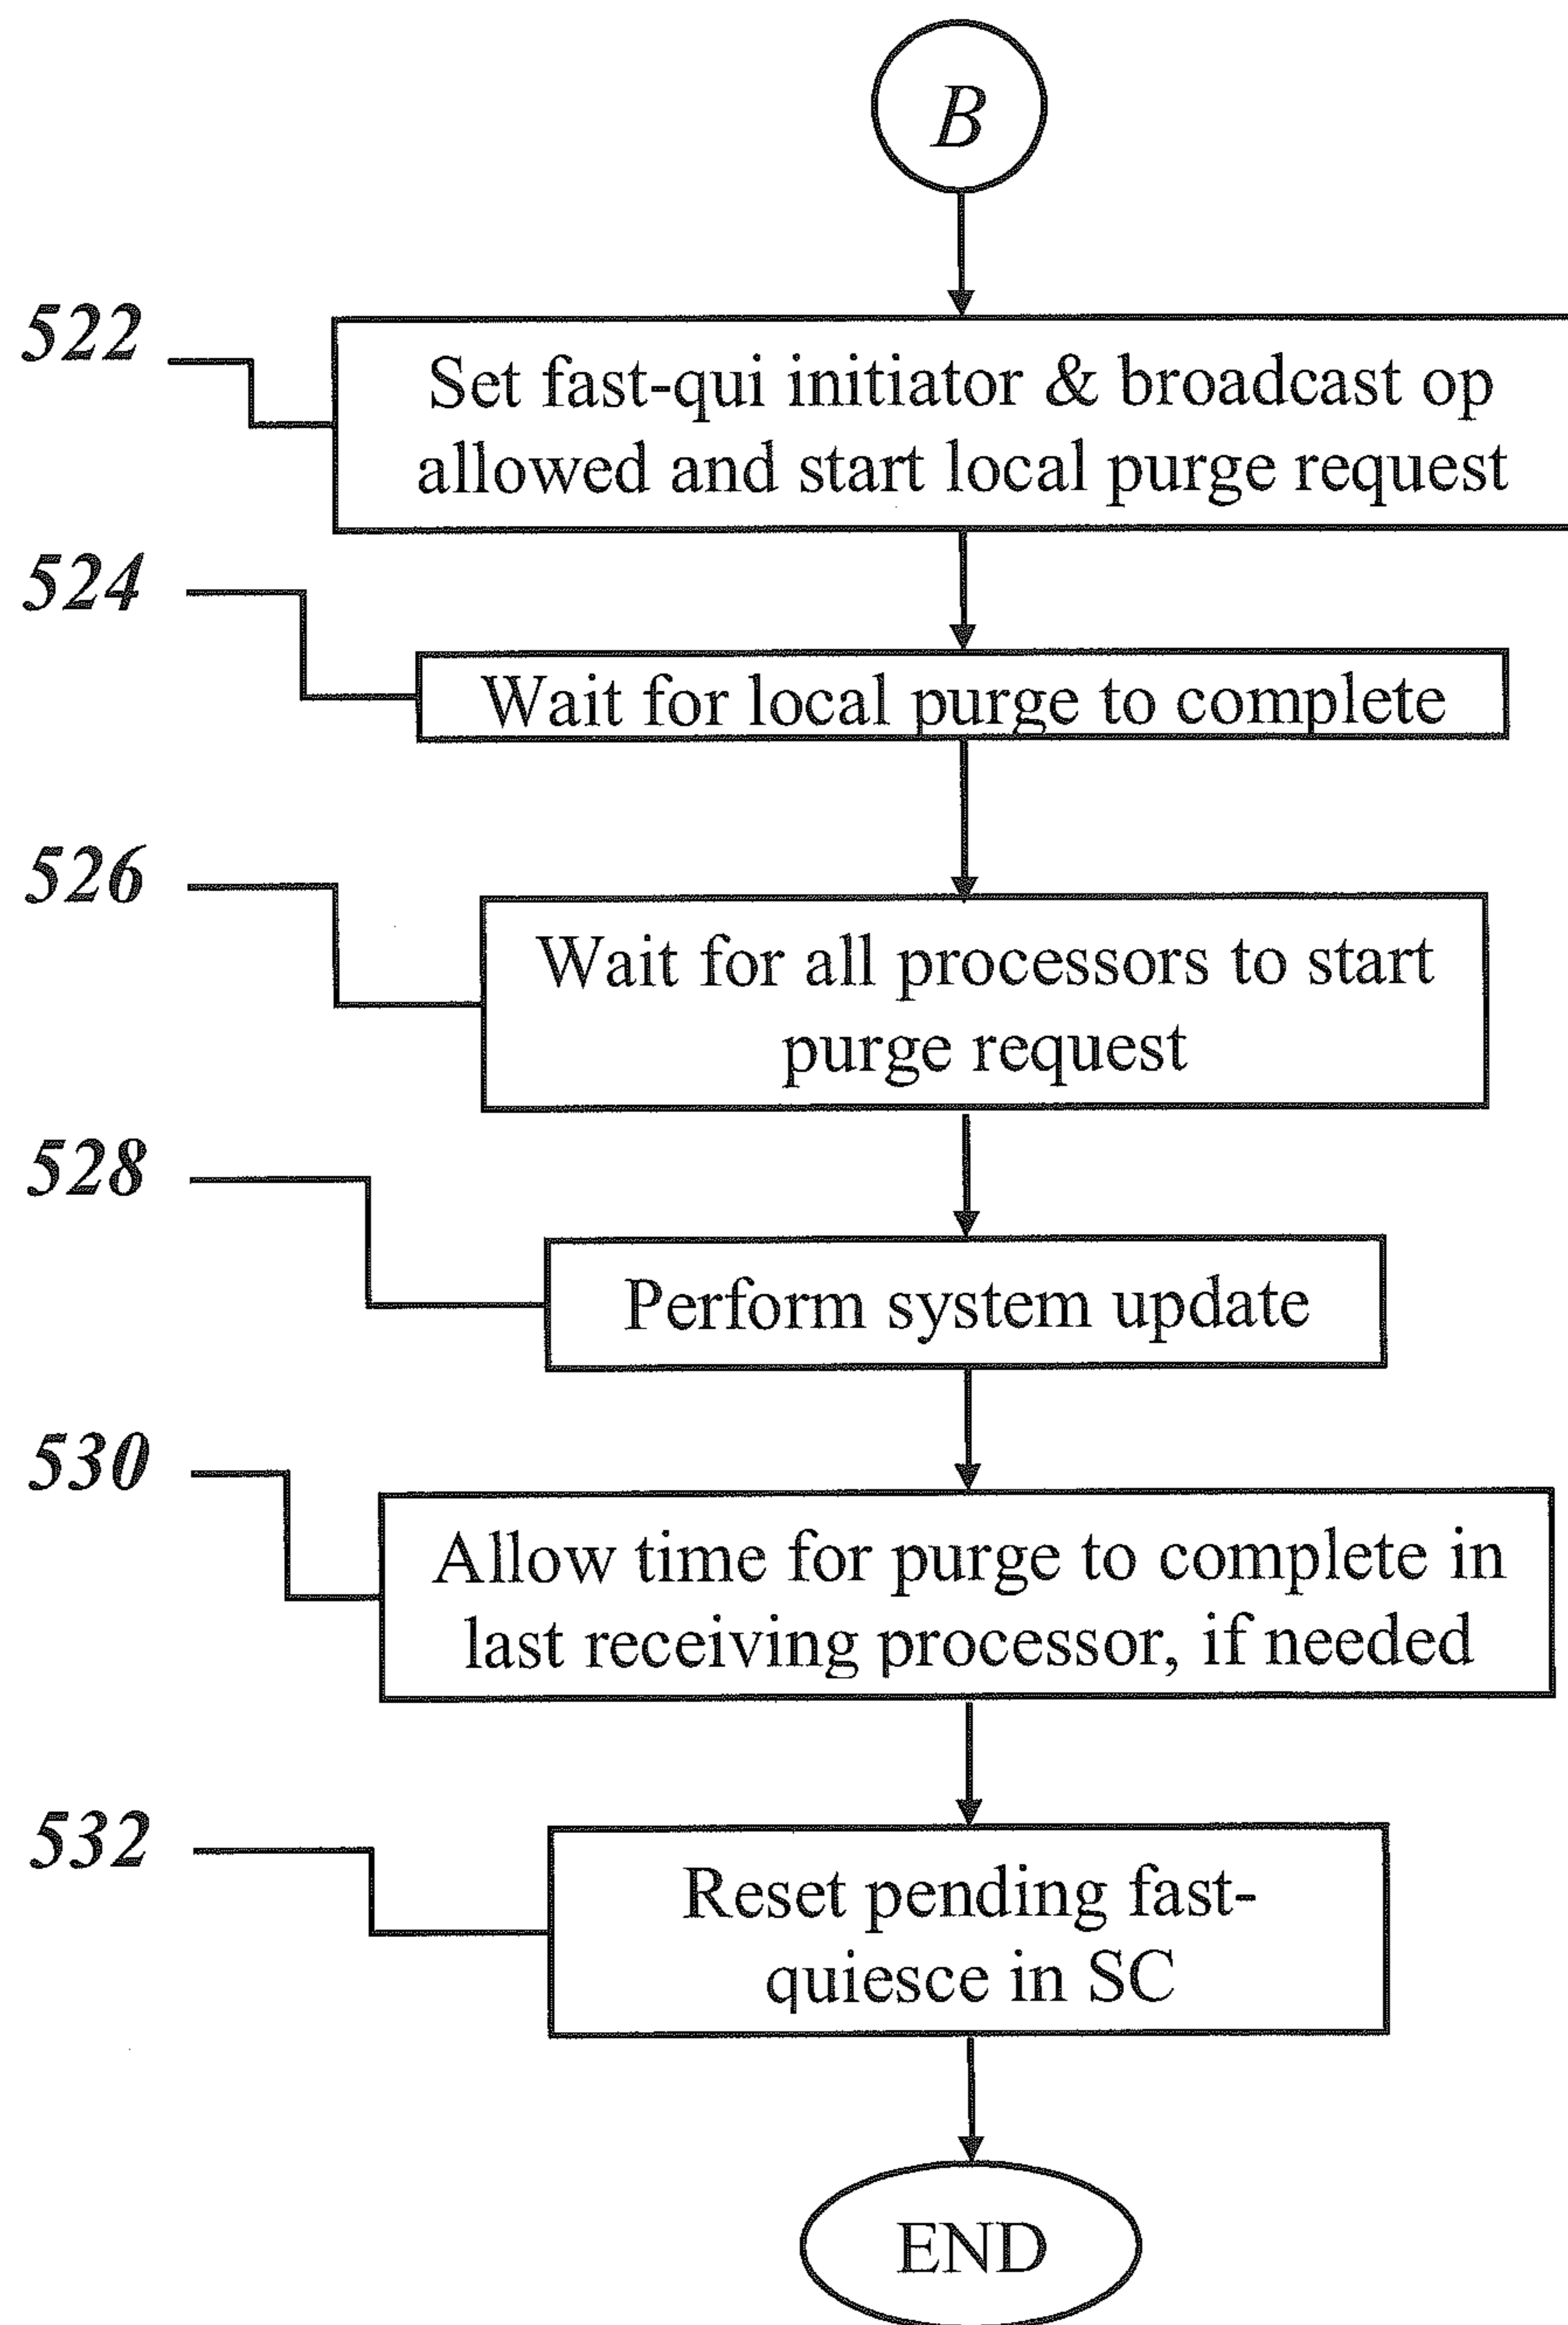 B
522
Set fast-qui initiator & broadcast op
allowed and start local purge request
524
Wait for local purge to complete
526
Wait for all processors to start
purge request
528
Perform system update
530
Allow time for purge to complete in
last receiving processor, if needed
532
Reset pending fast-
quiesce in SC
END